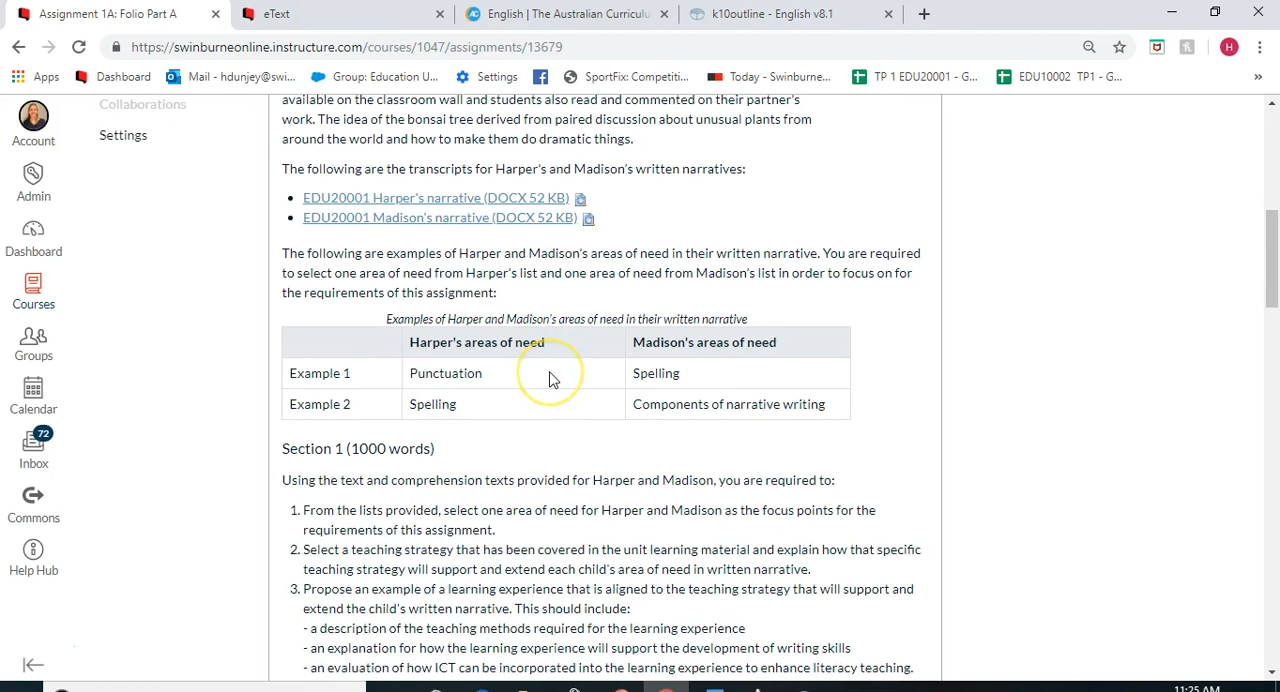 Assignment 1A: Folio Part A
eText
English | The Australian Curriculu
k10outline - English v8.1
https://swinburneonline.instructure.com/courses/1047/assignments/13679
H
Apps
Dashboard
Mail - hdunjey@swi...
Group: Education U...
Settings
SportFix: Competiti...
Today - Swinburne...
TP 1 EDU20001 - G...
EDU10002 TP1 - G...
»
Account
Admin
Dashboard
Courses
Groups
Calendar
72
Inbox
Commons
Help Hub
Collaborations
Settings
available on the classroom wall and students also read and commented on their partner's
work. The idea of the bonsai tree derived from paired discussion about unusual plants from
around the world and how to make them do dramatic things.
The following are the transcripts for Harper's and Madison's written narratives:
• EDU20001 Harper's narrative (DOCX 52 KB)
• EDU20001 Madison's narrative (DOCX 52 KB)
The following are examples of Harper and Madison's areas of need in their written narrative. You are required
to select one area of need from Harper's list and one area of need from Madison's list in order to focus on for
the requirements of this assignment:
Examples of Harper and Madison's areas of need in their written narrative
Harper's areas of need Madison's areas of need
Example 1 Punctuation Spelling
Example 2 Spelling Components of narrative writing
Section 1 (1000 words)
Using the text and comprehension texts provided for Harper and Madison, you are required to:
1. From the lists provided, select one area of need for Harper and Madison as the focus points for the
requirements of this assignment.
2. Select a teaching strategy that has been covered in the unit learning material and explain how that specific
teaching strategy will support and extend each child's area of need in written narrative.
3. Propose an example of a learning experience that is aligned to the teaching strategy that will support and
extend the child's written narrative. This should include:
- a description of the teaching methods required for the learning experience
- an explanation for how the learning experience will support the development of writing skills
- an evaluation of how ICT can be incorporated into the learning experience to enhance literacy teaching.
11:25 AM